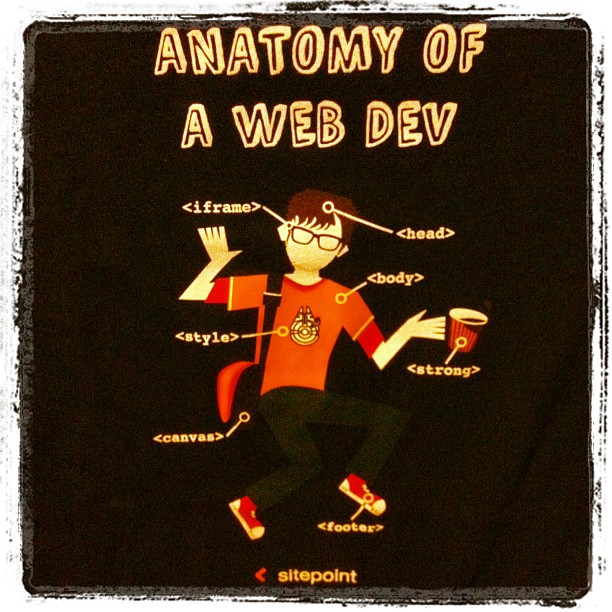 ANATOMY OF
A WEB DEV
<iframe>
<head>
<body>
<style>
<strong>
<canvas>
<footer>
sitepoint